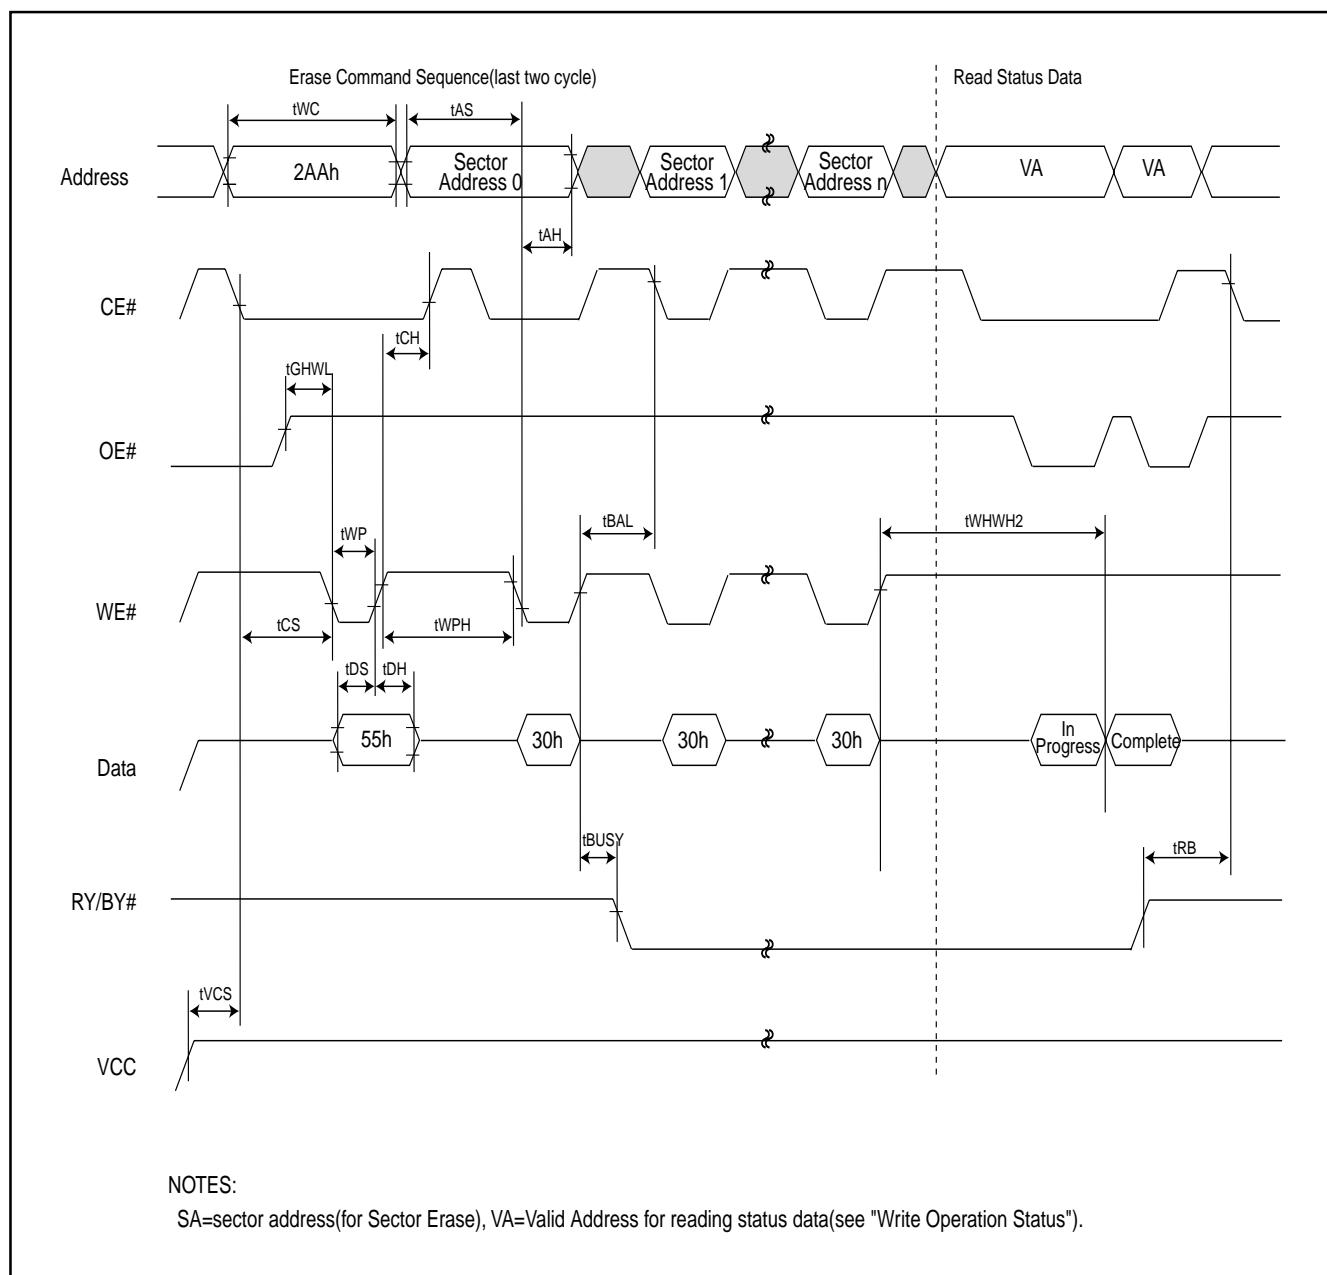 Erase Command Sequence(last two cycle)
Read Status Data
tWC
tAS
Address
2AAh
Sector
Address 0
Sector
Address 1
Sector
Address n
VA
VA
tAH
CE#
tCH
tGHWL
OE#
tWP
tBAL
tWHWH2
WE#
tCS
tWPH
tDS
tDH
Data
55h
30h
30h
30h
In
Progress
Complete
tBUSY
tRB
RY/BY#
tVCS
VCC
NOTES:
SA=sector address(for Sector Erase), VA=Valid Address for reading status data(see "Write Operation Status").